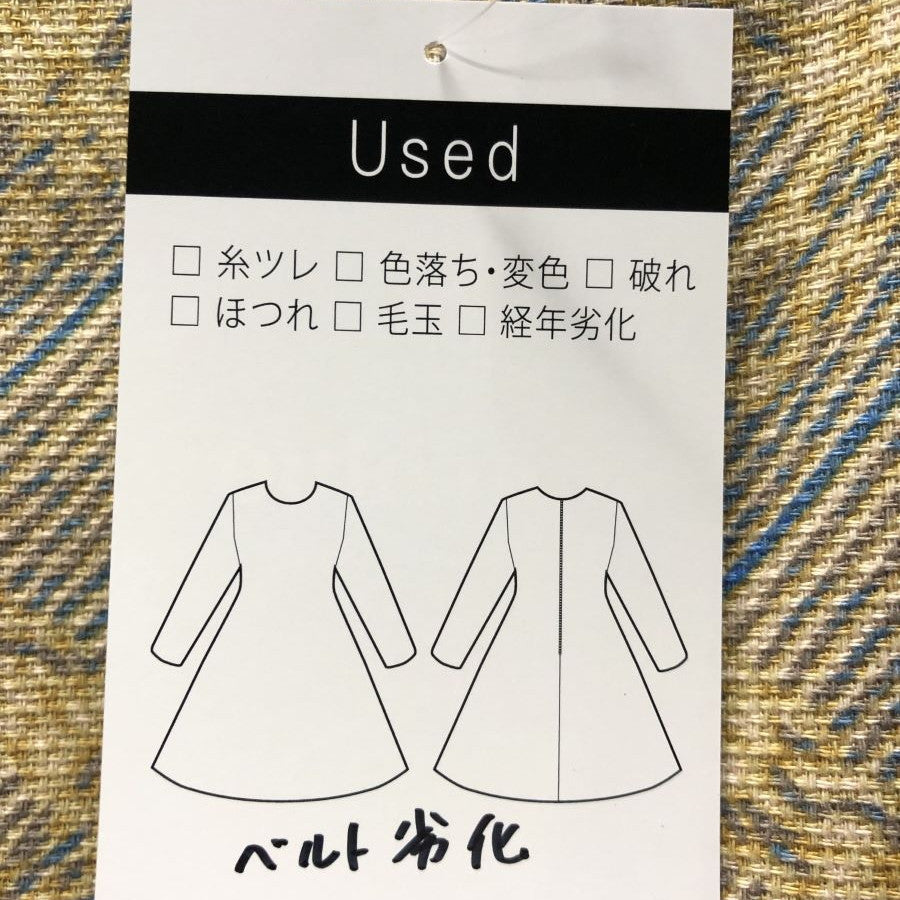 Used
□ 糸ツレ □ 色落ち・変色 □ 破れ
□ ほつれ □ 毛玉 □ 経年劣化
ベルト劣化